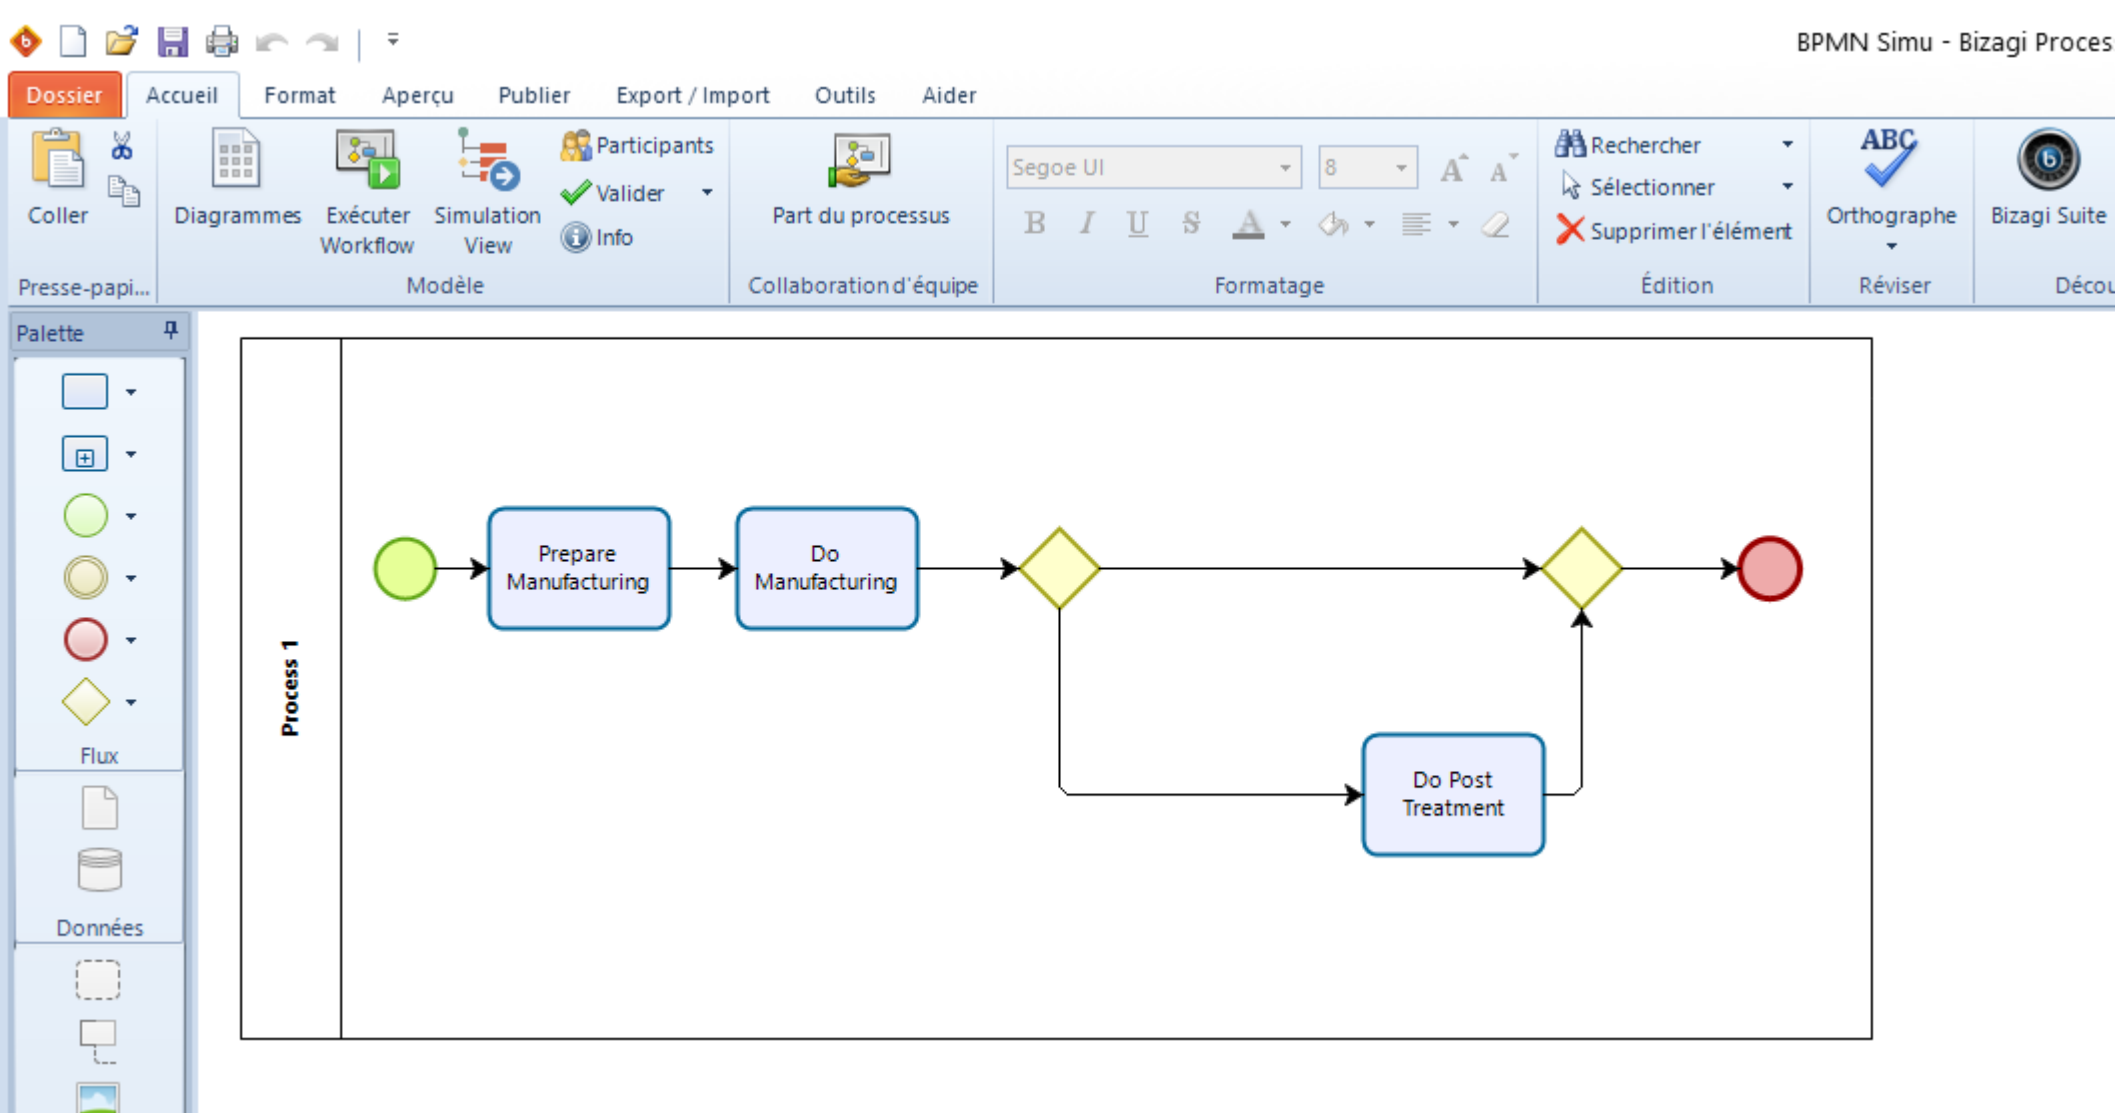 BPMN Simu - Bizagi Proces
Dossier Accueil Format Aperçu Publier Export / Import Outils Aider
Coller
Presse-papi...
Diagrammes
Exécuter
Workflow
Simulation
View
Participants
Valider
Info
Modèle
Part du processus
Collaboration d'équipe
Segoe UI 8 A A
B I U S A
Formatage
Rechercher
Sélectionner
Supprimer l'élément
Édition
ABC
Orthographe
Réviser
b
Bizagi Suite
Décou
Palette
Flux
Données
Process 1
Prepare
Manufacturing
Do
Manufacturing
Do Post
Treatment